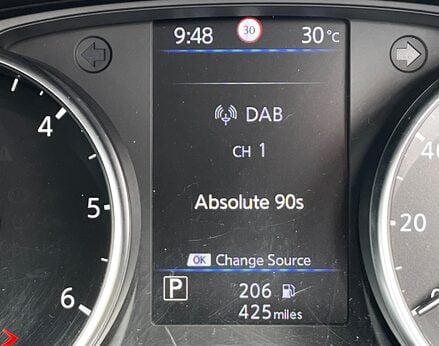 9:48 30 30°C
DAB
CH 1
Absolute 90s
OK Change Source
P 206
425 miles
4
5
6
40
20